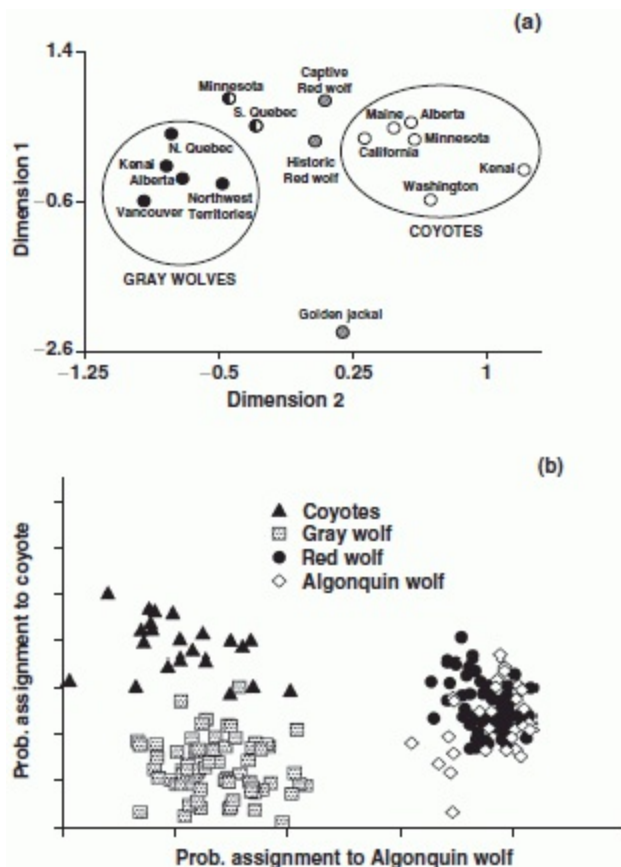 (a)
1.4
Minnesota
Captive
Red wolf
S. Quebec
Maine
Alberta
N. Quebec
California
Minnesota
Kenai
Historic
Red wolf
Kenai
Alberta
Washington
−0.6
Vancouver
Northwest
Territories
COYOTES
GRAY WOLVES
Golden jackal
−2.6
−1.25
−0.5
0.25
1
Dimension 1
Dimension 2
(b)
Coyotes
Gray wolf
Red wolf
Algonquin wolf
Prob. assignment to coyote
Prob. assignment to Algonquin wolf